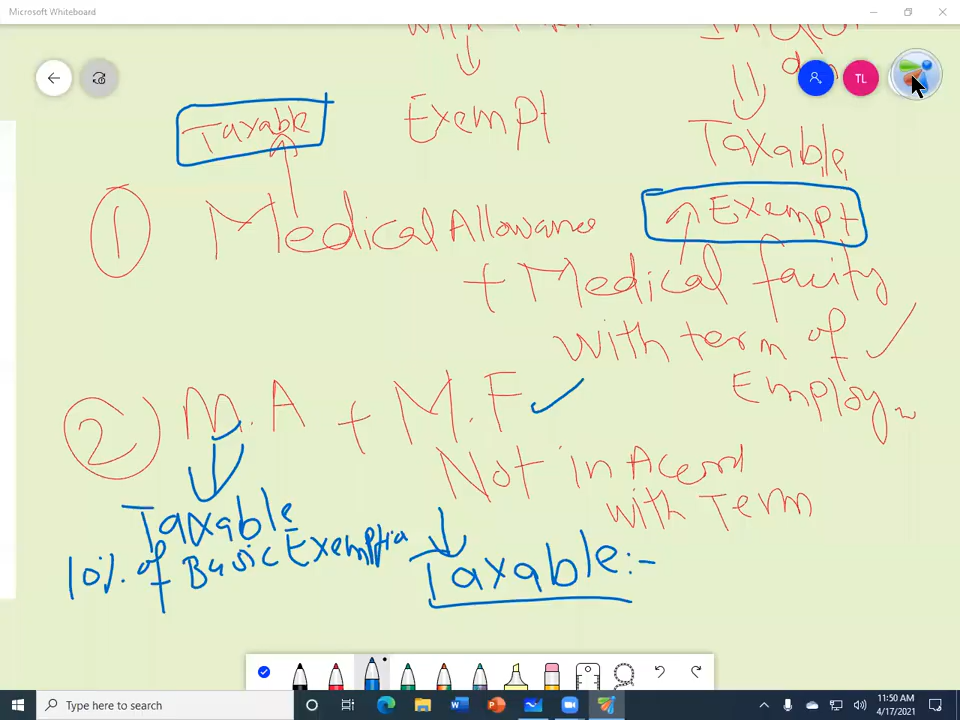 Microsoft Whiteboard
TL
Taxable
Exempt
Taxable
1 Medical Allowance
Exempt
+ Medical facity
with term of
Employ
2 M.A + M.F
Not in Acord
with Term
Taxable
10% of Basic Exemptia
Taxable:-
Type here to search
11:50 AM
4/17/2021